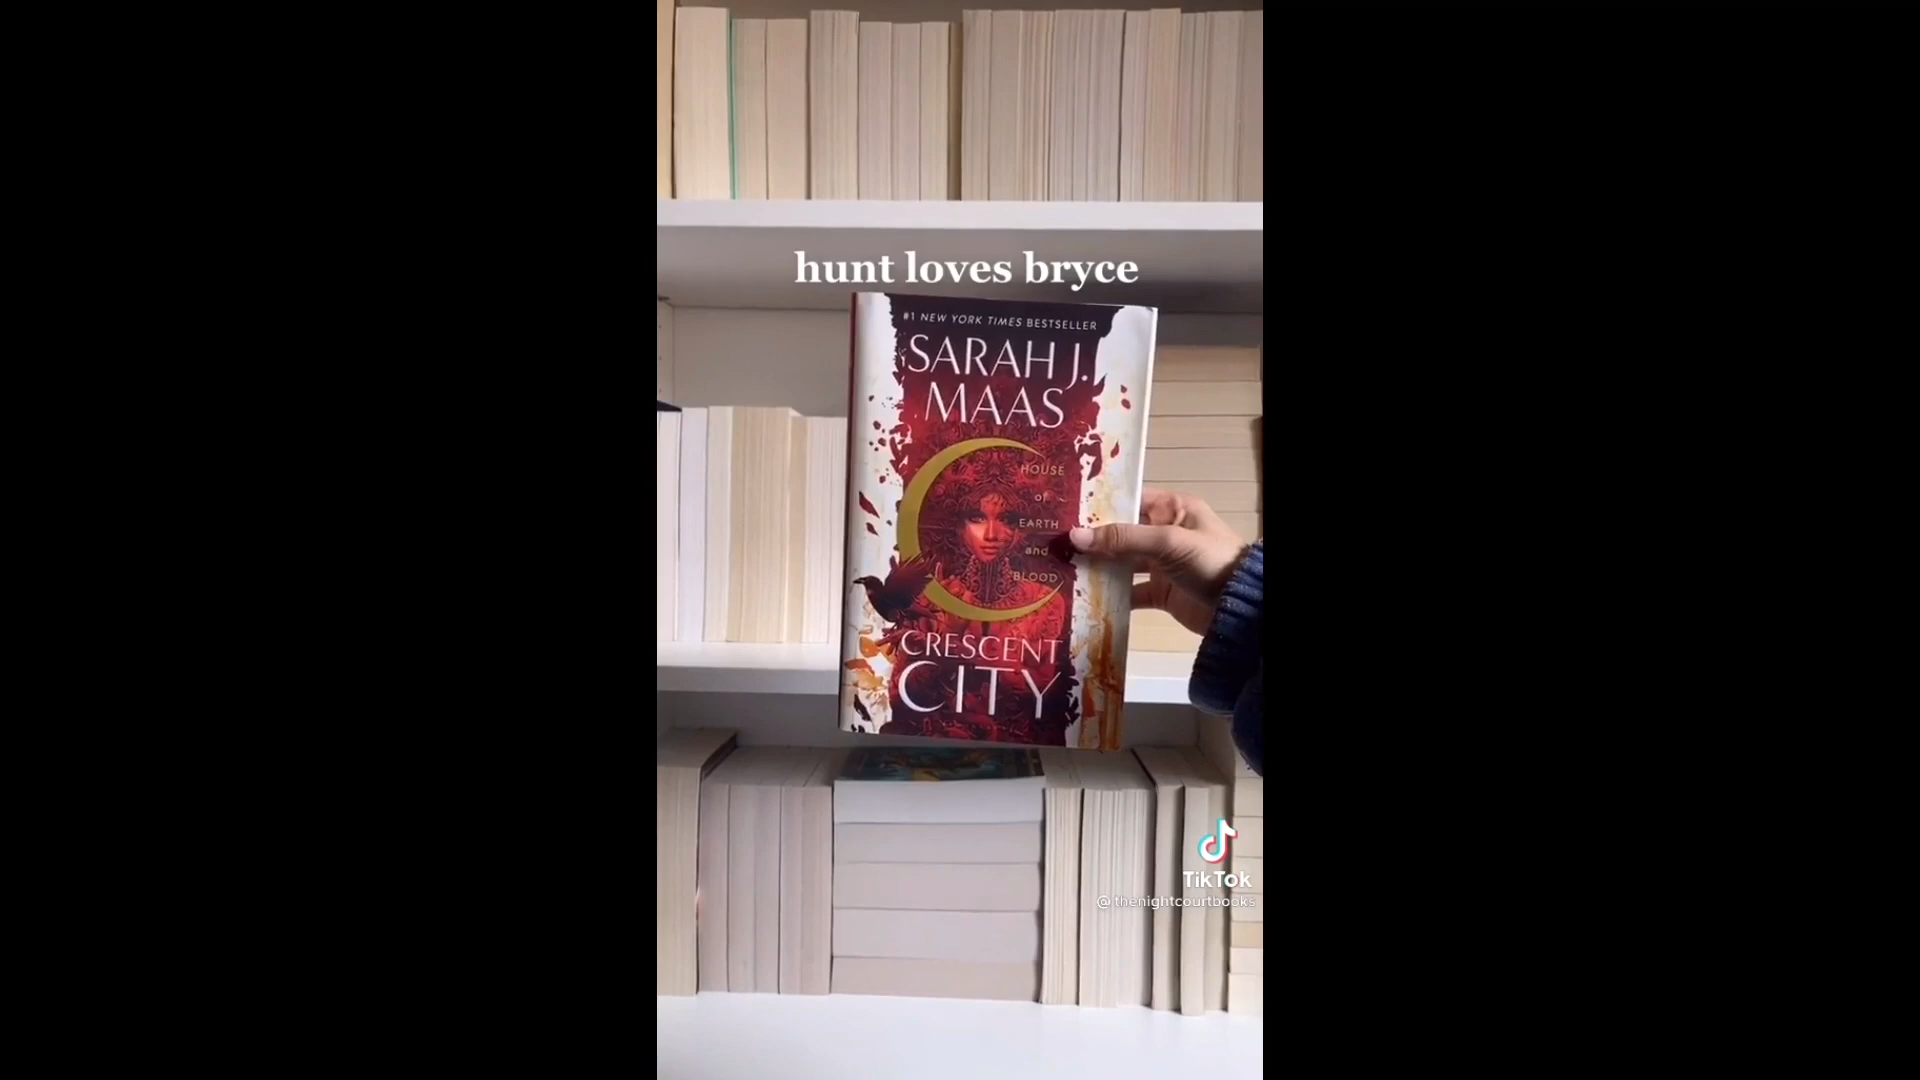 hunt loves bryce
#1 NEW YORK TIMES BESTSELLER
SARAH J.
MAAS
HOUSE
of
EARTH
and
BLOOD
CRESCENT
CITY
TikTok
@thenightcourtbooks